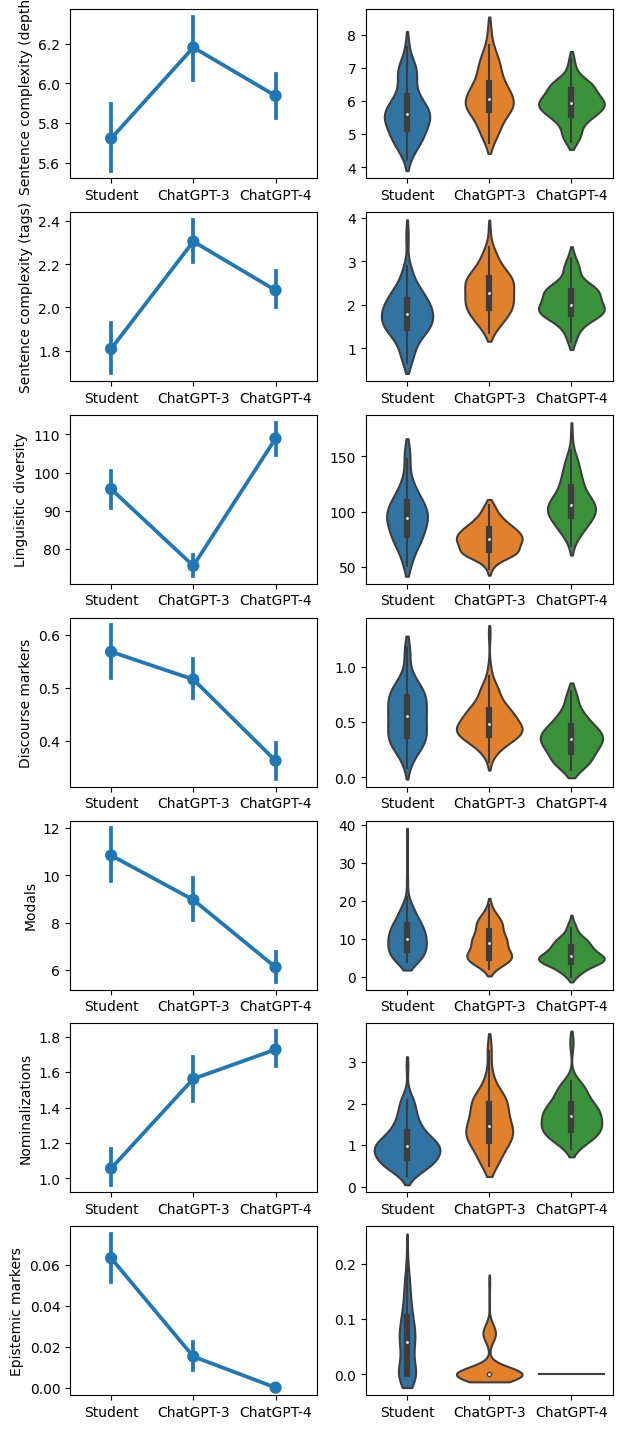 Sentence complexity (depth
6.2
6.0
5.8
5.6
Student ChatGPT-3 ChatGPT-4
8
7
6
5
4
Student ChatGPT-3 ChatGPT-4
Sentence complexity (tags)
2.4
2.2
2.0
1.8
Student ChatGPT-3 ChatGPT-4
4
3
2
1
Student ChatGPT-3 ChatGPT-4
Linguisitic diversity
110
100
90
80
Student ChatGPT-3 ChatGPT-4
150
100
50
Student ChatGPT-3 ChatGPT-4
Discourse markers
0.6
0.5
0.4
Student ChatGPT-3 ChatGPT-4
1.0
0.5
0.0
Student ChatGPT-3 ChatGPT-4
Modals
12
10
8
6
Student ChatGPT-3 ChatGPT-4
40
30
20
10
0
Student ChatGPT-3 ChatGPT-4
Nominalizations
1.8
1.6
1.4
1.2
1.0
Student ChatGPT-3 ChatGPT-4
3
2
1
0
Student ChatGPT-3 ChatGPT-4
Epistemic markers
0.06
0.04
0.02
0.00
Student ChatGPT-3 ChatGPT-4
0.2
0.1
0.0
Student ChatGPT-3 ChatGPT-4